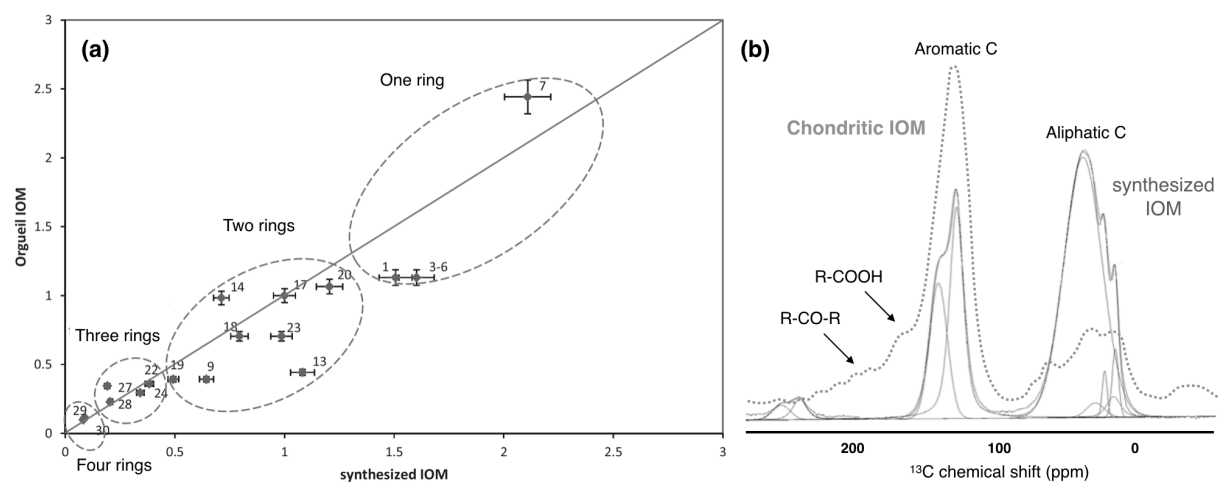 (a)
3
2.5
2
1.5
1
0.5
0
Orgueil IOM
One ring
7
Two rings
1
3-6
14
17
20
18
23
13
Three rings
22
19
9
27
24
28
29
30
Four rings
0
0.5
1
1.5
2
2.5
3
synthesized IOM
(b)
Aromatic C
Chondritic IOM
Aliphatic C
synthesized
IOM
R-COOH
R-CO-R
200
100
0
¹³C chemical shift (ppm)